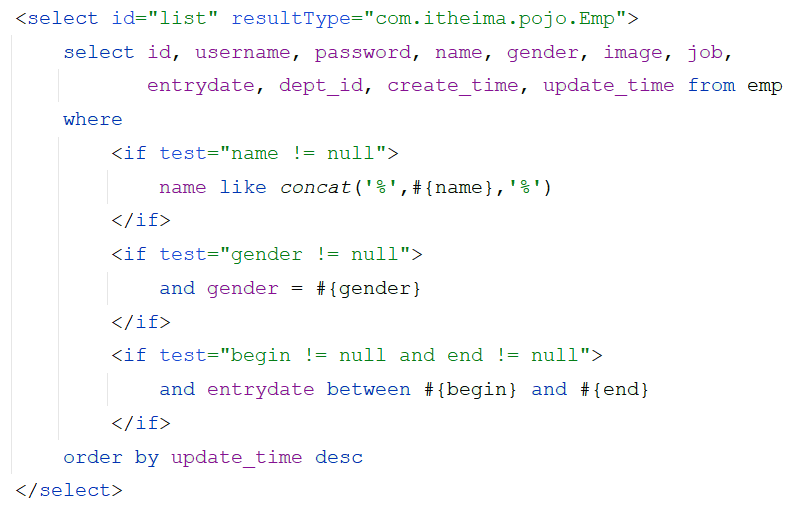 <select id="list" resultType="com.itheima.pojo.Emp">
    select id, username, password, name, gender, image, job,
           entrydate, dept_id, create_time, update_time from emp
    where
        <if test="name != null">
            name like concat('%',#{name},'%')
        </if>
        <if test="gender != null">
            and gender = #{gender}
        </if>
        <if test="begin != null and end != null">
            and entrydate between #{begin} and #{end}
        </if>
    order by update_time desc
</select>